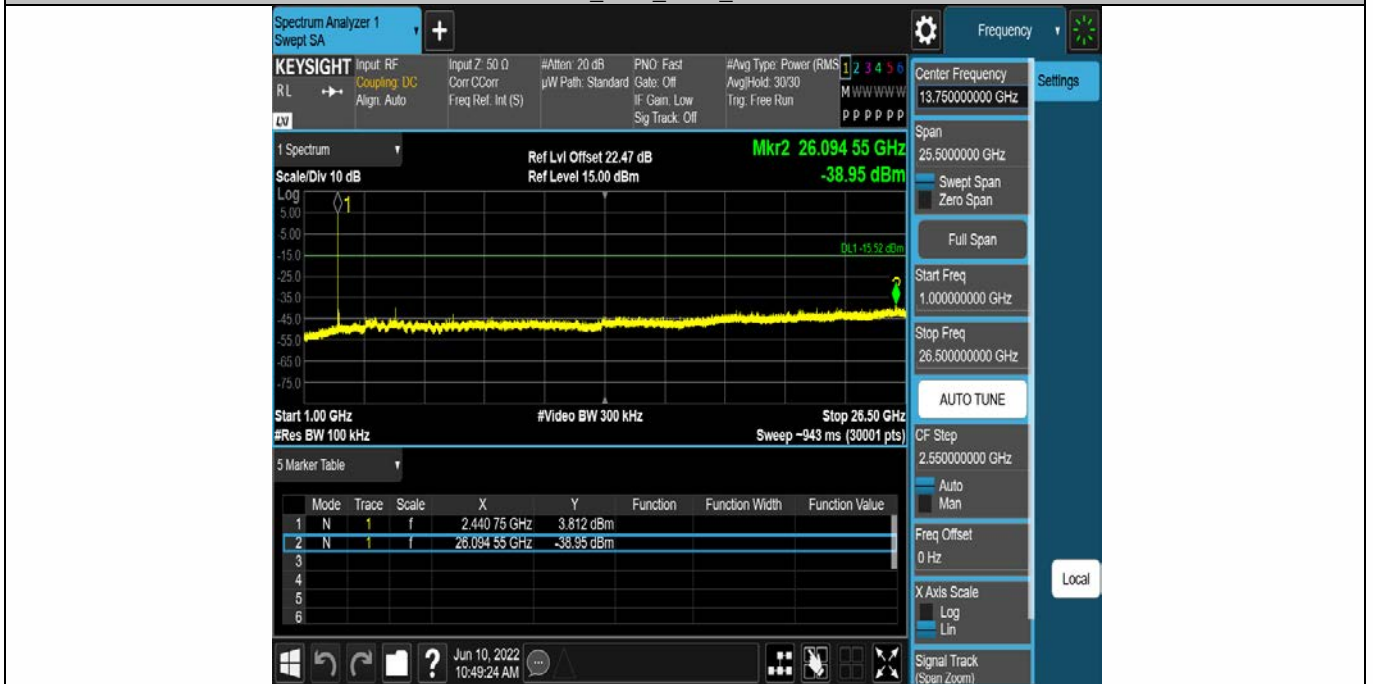 Spectrum Analyzer 1
Swept SA
+
Frequency
KEYSIGHT
RL
Input: RF
Coupling: DC
Align: Auto
Input Z: 50 Ω
Corr CCorr
Freq Ref: Int (S)
#Atten: 20 dB
µW Path: Standard
PNO: Fast
Gate: Off
IF Gain: Low
Sig Track: Off
#Avg Type: Power (RMS
Avg|Hold: 30/30
Trig: Free Run
1 2 3 4 5 6
M W W W W W
P P P P P P
Center Frequency
13.750000000 GHz
Settings
Span
25.5000000 GHz
Swept Span
Zero Span
Full Span
Start Freq
1.000000000 GHz
Stop Freq
26.500000000 GHz
AUTO TUNE
CF Step
2.550000000 GHz
Auto
Man
Freq Offset
0 Hz
X Axis Scale
Log
Lin
Signal Track
(Span Zoom)
Local
1 Spectrum
Scale/Div 10 dB
Ref Lvl Offset 22.47 dB
Ref Level 15.00 dBm
Mkr2 26.094 55 GHz
-38.95 dBm
Log
1
5.00
-5.00
DL1 -15.52 dBm
-15.0
-25.0
2
-35.0
-45.0
-55.0
-65.0
-75.0
Start 1.00 GHz
#Video BW 300 kHz
Stop 26.50 GHz
#Res BW 100 kHz
Sweep ~943 ms (30001 pts)
5 Marker Table
Mode Trace Scale X Y Function Function Width Function Value
1 N 1 f 2.440 75 GHz 3.812 dBm
2 N 1 f 26.094 55 GHz -38.95 dBm
3
4
5
6
?
Jun 10, 2022
10:49:24 AM